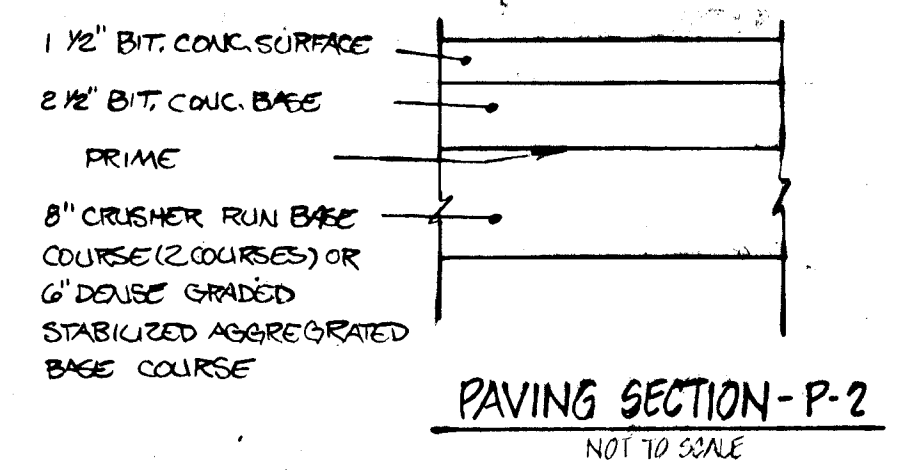 1 1/2" BIT. CONC. SURFACE
2 1/2" BIT. CONC. BASE
PRIME
8" CRUSHER RUN BASE
COURSE (2 COURSES) OR
6" DENSE GRADED
STABILIZED AGGREGRATED
BASE COURSE
PAVING SECTION - P-2
NOT TO SCALE